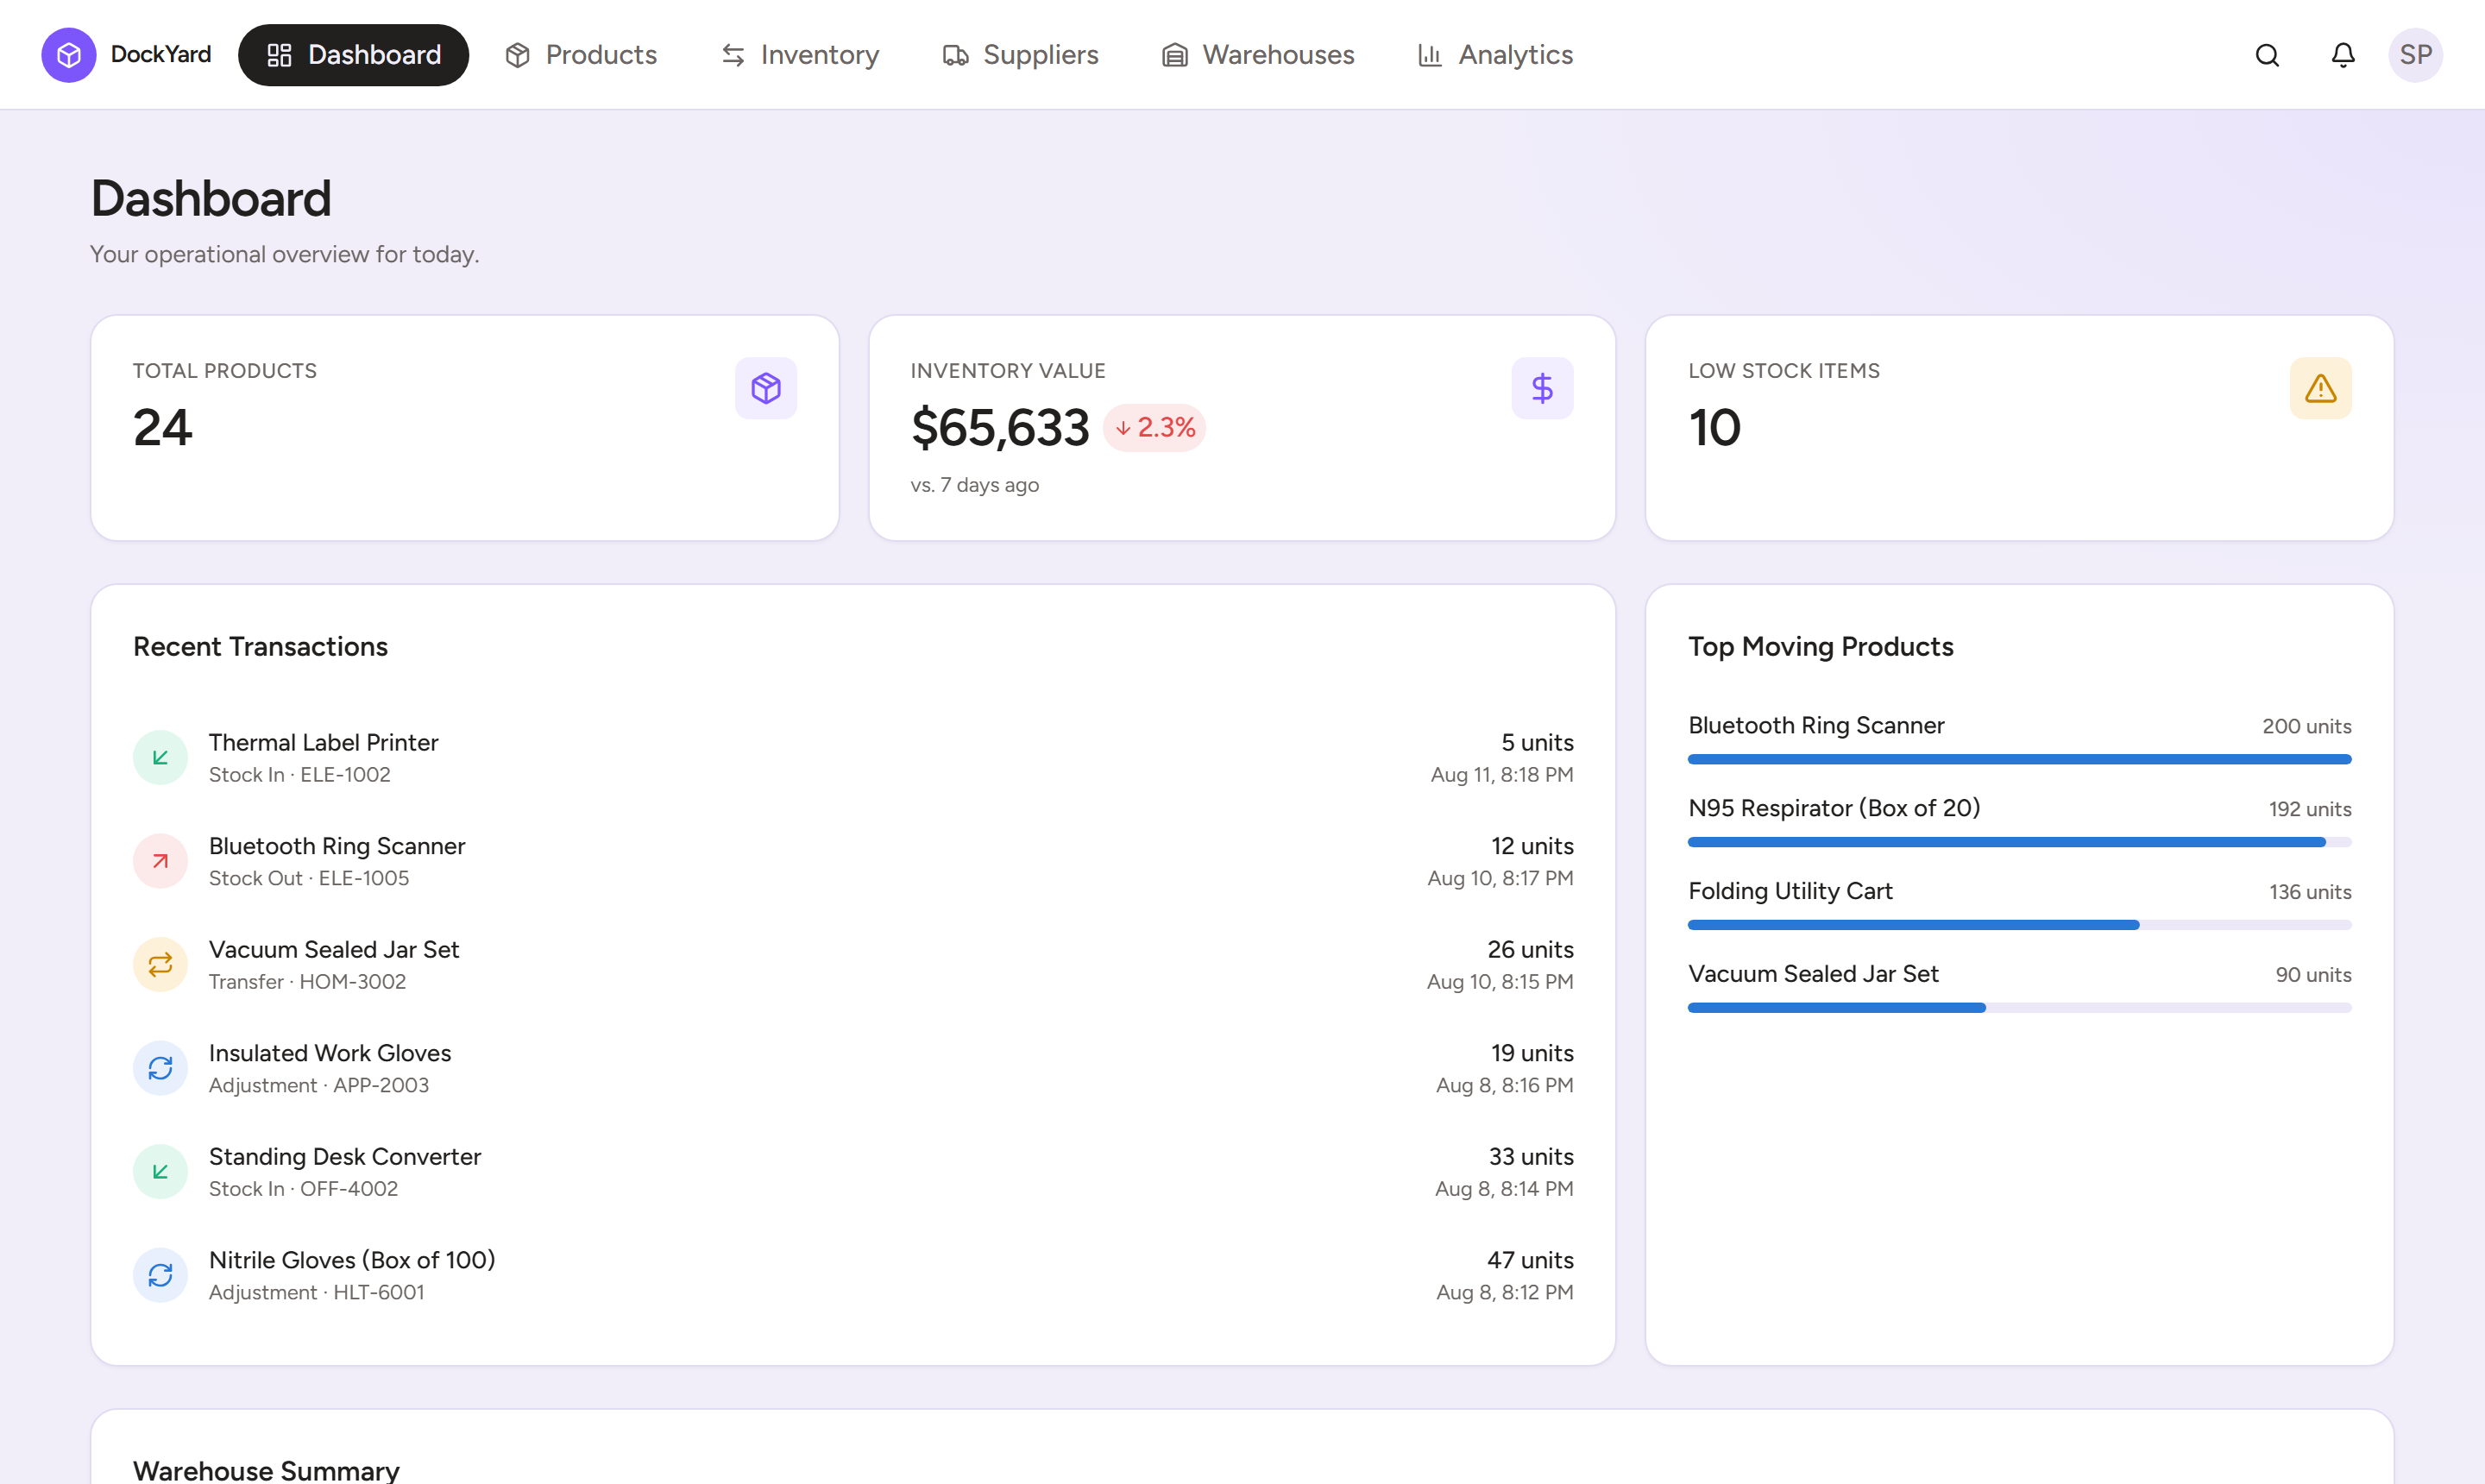 DockYard
Dashboard
Products
Inventory
Suppliers
Warehouses
Analytics
SP
Dashboard
Your operational overview for today.
TOTAL PRODUCTS
24
INVENTORY VALUE
$65,633
2.3%
vs. 7 days ago
LOW STOCK ITEMS
10
Recent Transactions
Thermal Label Printer
5 units
Stock In · ELE-1002
Aug 11, 8:18 PM
Bluetooth Ring Scanner
12 units
Stock Out · ELE-1005
Aug 10, 8:17 PM
Vacuum Sealed Jar Set
26 units
Transfer · HOM-3002
Aug 10, 8:15 PM
Insulated Work Gloves
19 units
Adjustment · APP-2003
Aug 8, 8:16 PM
Standing Desk Converter
33 units
Stock In · OFF-4002
Aug 8, 8:14 PM
Nitrile Gloves (Box of 100)
47 units
Adjustment · HLT-6001
Aug 8, 8:12 PM
Top Moving Products
Bluetooth Ring Scanner
200 units
N95 Respirator (Box of 20)
192 units
Folding Utility Cart
136 units
Vacuum Sealed Jar Set
90 units
Warehouse Summary